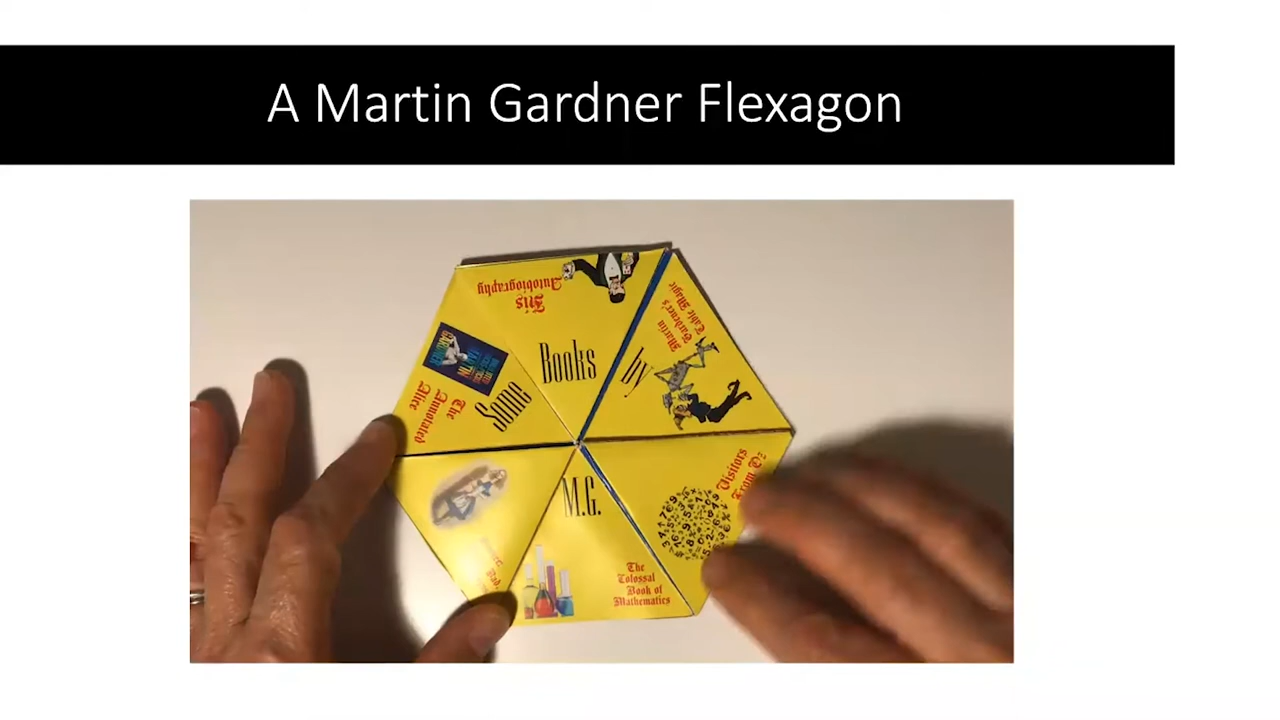 A Martin Gardner Flexagon
His
Autobiography
Books
Martin
Gardner's
Table Magic
by
Some
The
Annotated
Alice
Visitors
From Oz
M.G.
The
Colossal
Book of
Mathematics